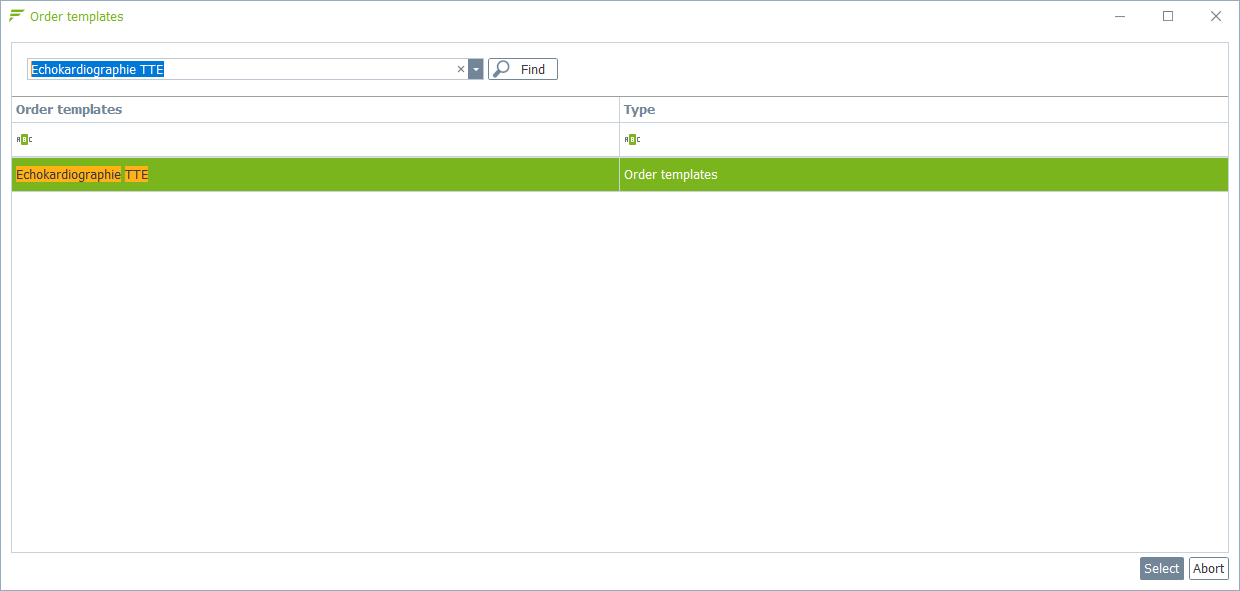 Order templates
Echokardiographie TTE
Find
Order templates Type
ABC ABC
Echokardiographie TTE Order templates
Select Abort